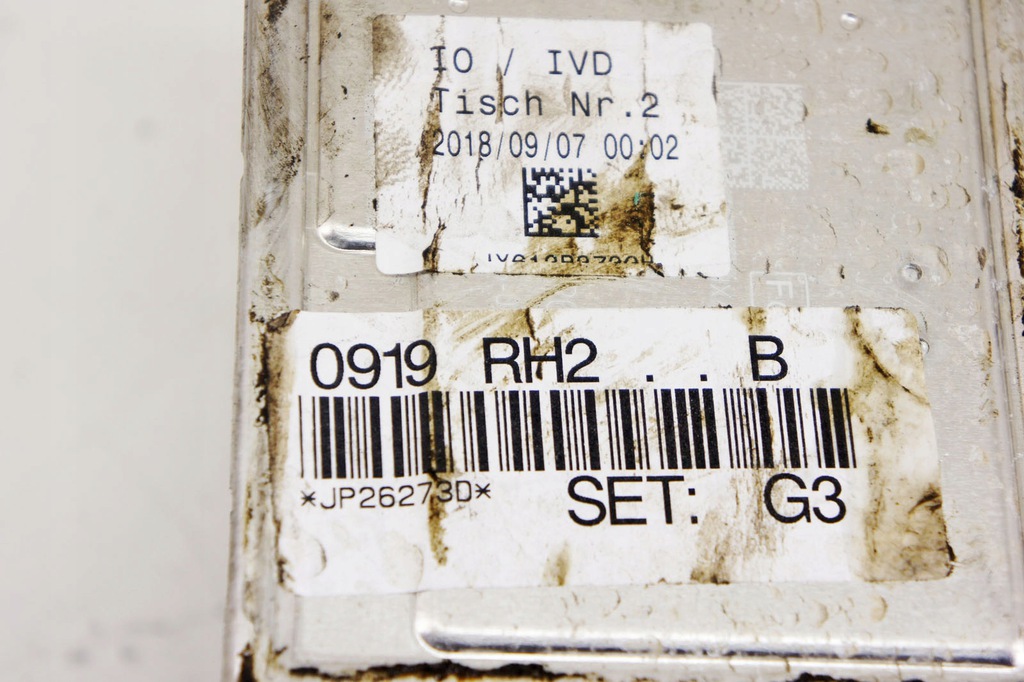 IO / IVD
Tisch Nr.2
2018/09/07 00:02
0919 RH2 . . B
*JP26273D*
SET: G3